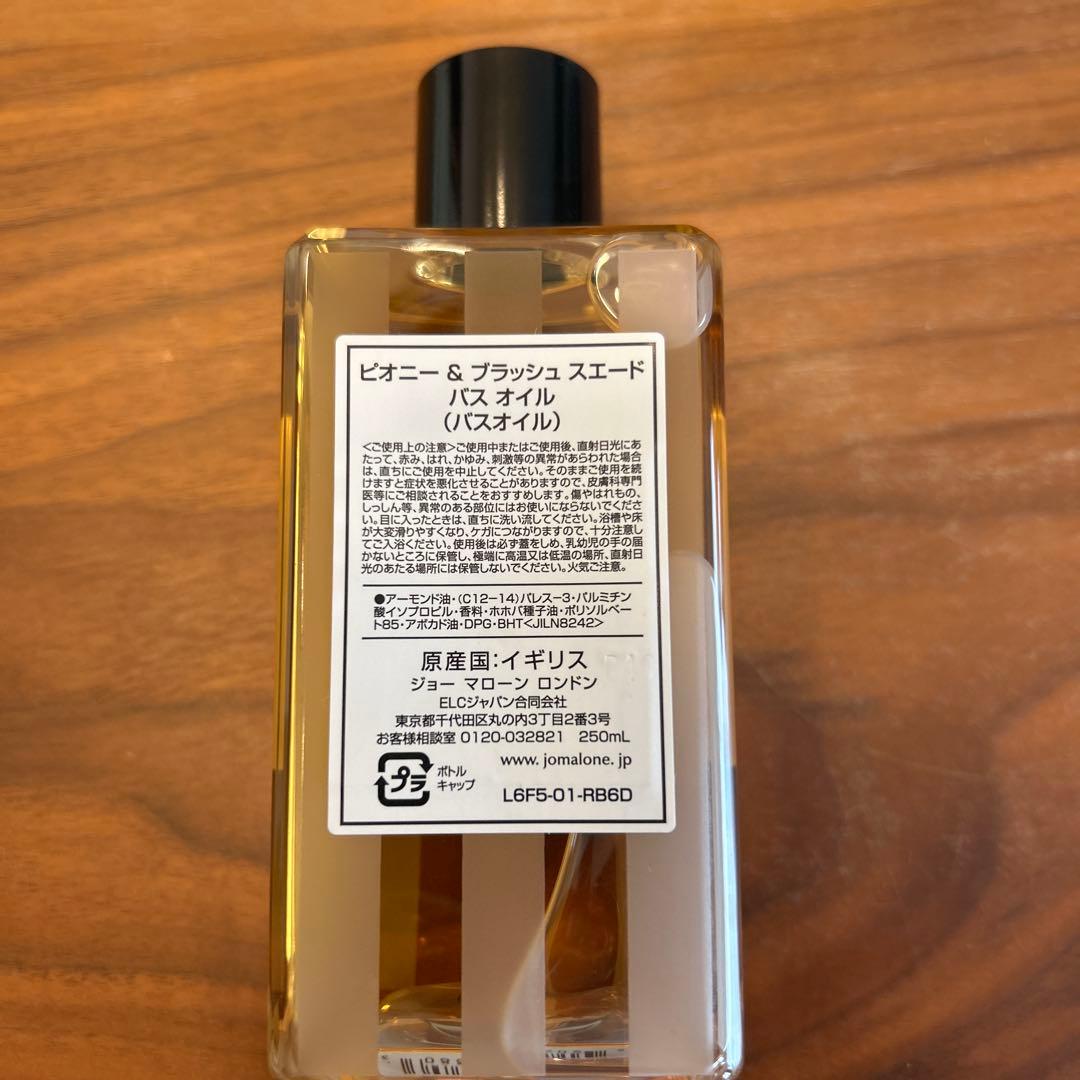 ピオニー & ブラッシュ スエード
バス オイル
(バスオイル)
<ご使用上の注意>ご使用中またはご使用後、直射日光にあ
たって、赤み、はれ、かゆみ、刺激等の異常があらわれた場合
は、直ちにご使用を中止してください。そのままご使用を続
けますと症状を悪化させることがありますので、皮膚科専門
医等にご相談されることをおすすめします。傷やはれもの、
しっしん等、異常のある部位にはお使いにならないでくださ
い。目に入ったときは、直ちに洗い流してください。浴槽や床
が大変滑りやすくなり、ケガにつながりますので、十分注意し
てご入浴ください。使用後は必ず蓋をしめ、乳幼児の手の届
かないところに保管し、極端に高温又は低温の場所、直射日
光のあたる場所には保管しないでください。火気ご注意。
●アーモンド油・(C12-14)パレス-3・パルミチン
酸イソプロピル・香料・ホホバ種子油・ポリソルベー
ト85・アボカド油・DPG・BHT<JILN8242>
原産国:イギリス
ジョー マローン ロンドン
ELCジャパン合同会社
東京都千代田区丸の内3丁目2番3号
お客様相談室 0120-032821 250mL
www. jomalone. jp
プラ
ボトル
キャップ
L6F5-01-RB6D